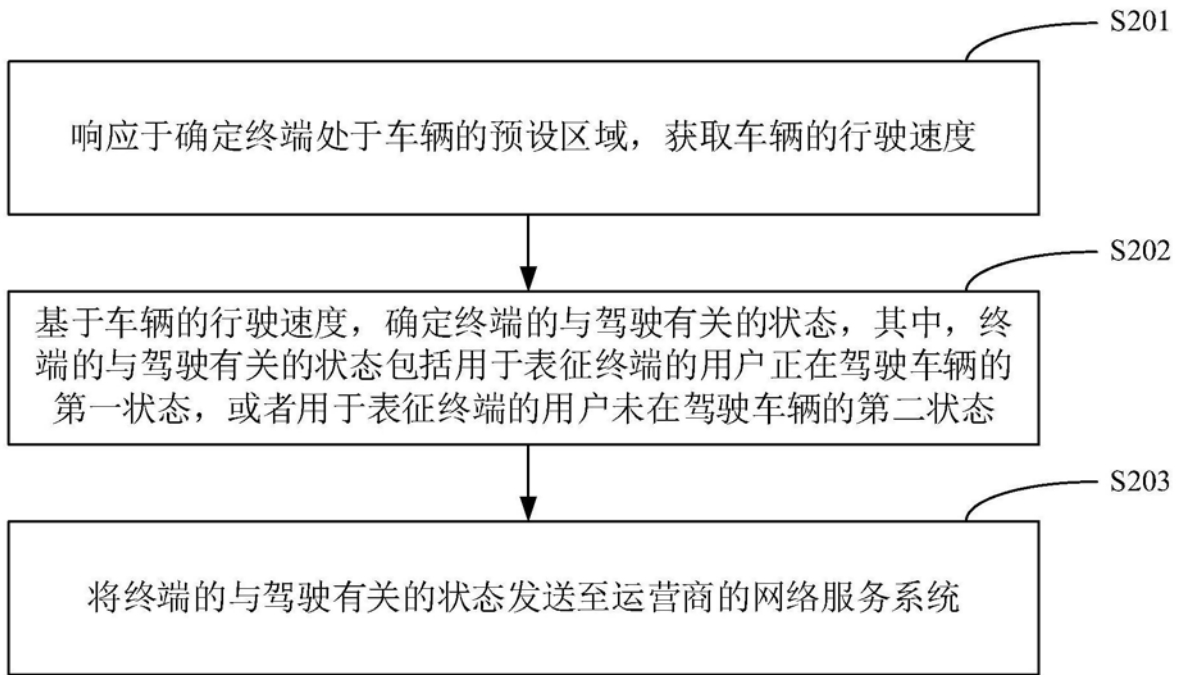 S201
响应于确定终端处于车辆的预设区域，获取车辆的行驶速度
S202
基于车辆的行驶速度，确定终端的与驾驶有关的状态，其中，终
端的与驾驶有关的状态包括用于表征终端的用户正在驾驶车辆的
第一状态，或者用于表征终端的用户未在驾驶车辆的第二状态
S203
将终端的与驾驶有关的状态发送至运营商的网络服务系统